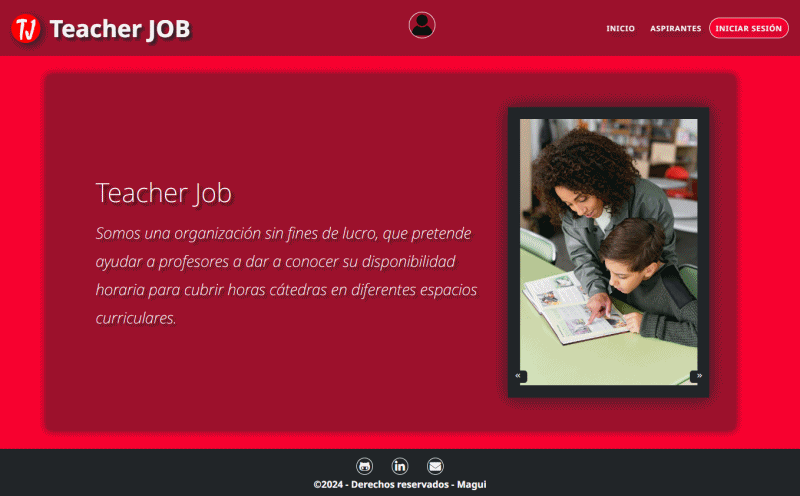 TJ Teacher JOB
INICIO ASPIRANTES INICIAR SESIÓN
Teacher Job
Somos una organización sin fines de lucro, que pretende
ayudar a profesores a dar a conocer su disponibilidad
horaria para cubrir horas cátedras en diferentes espacios
curriculares.
« »
in
©2024 - Derechos reservados - Magui